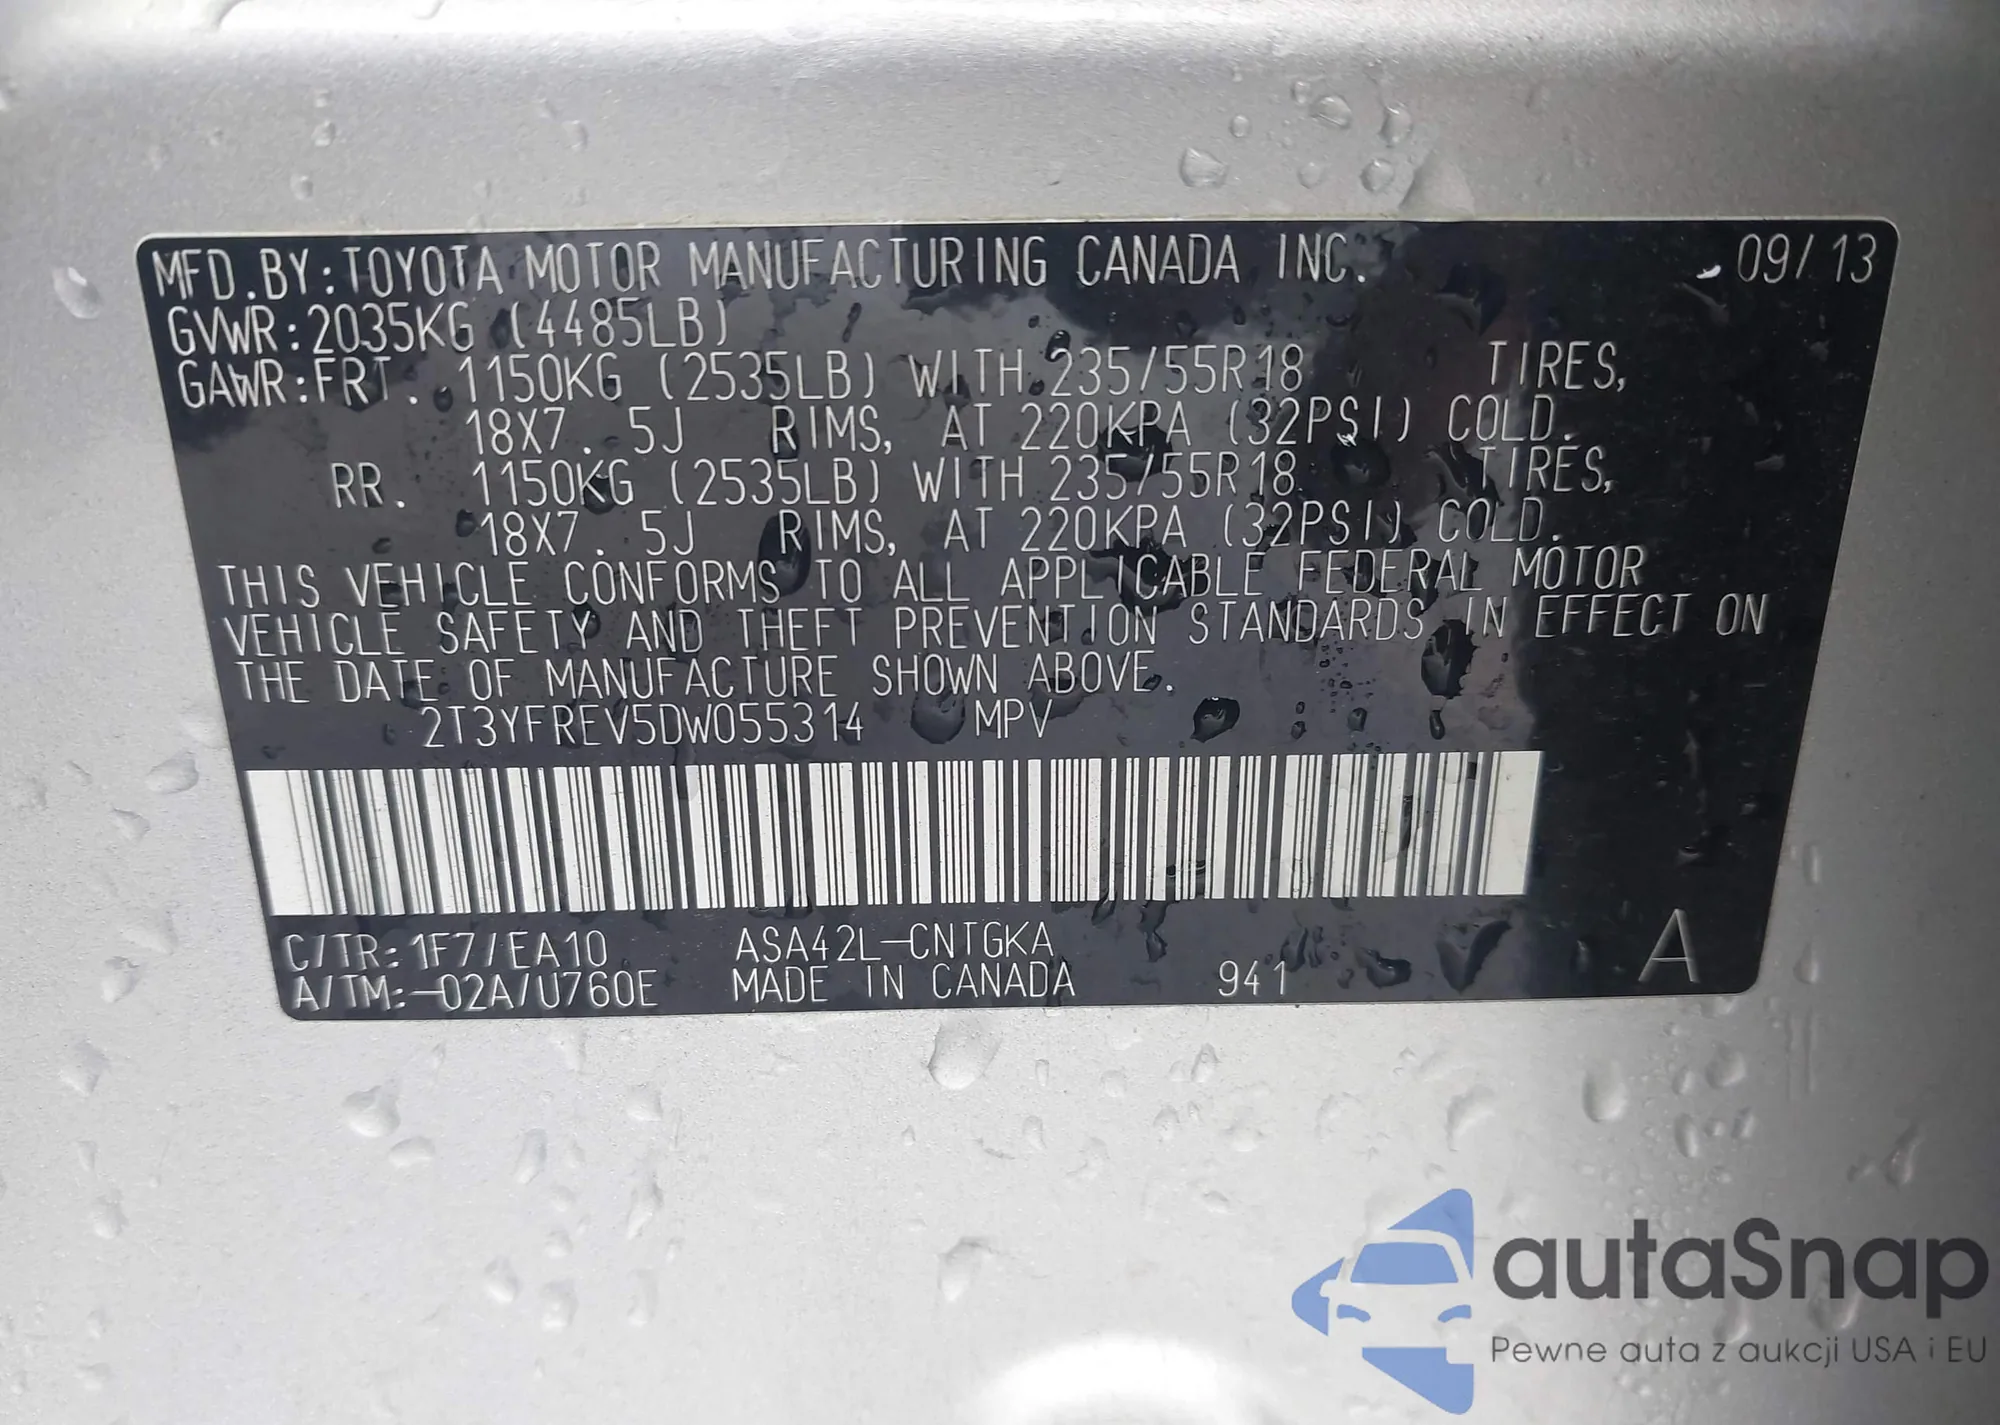 MFD.BY:TOYOTA MOTOR MANUFACTURING CANADA INC. 09/13
GVWR:2035KG (4485LB)
GAWR:FRT. 1150KG (2535LB) WITH 235/55R18 TIRES,
18X7.5J RIMS, AT 220KPA (32PSI) COLD.
RR. 1150KG (2535LB) WITH 235/55R18 TIRES,
18X7.5J RIMS, AT 220KPA (32PSI) COLD.
THIS VEHICLE CONFORMS TO ALL APPLICABLE FEDERAL MOTOR
VEHICLE SAFETY AND THEFT PREVENTION STANDARDS IN EFFECT ON
THE DATE OF MANUFACTURE SHOWN ABOVE.
2T3YFREV5DW055314 MPV
C/TR:1F7/EA10 ASA42L-CNTGKA
A/TM:-02A/U760E MADE IN CANADA 941 A
autaSnap
Pewne auta z aukcji USA i EU